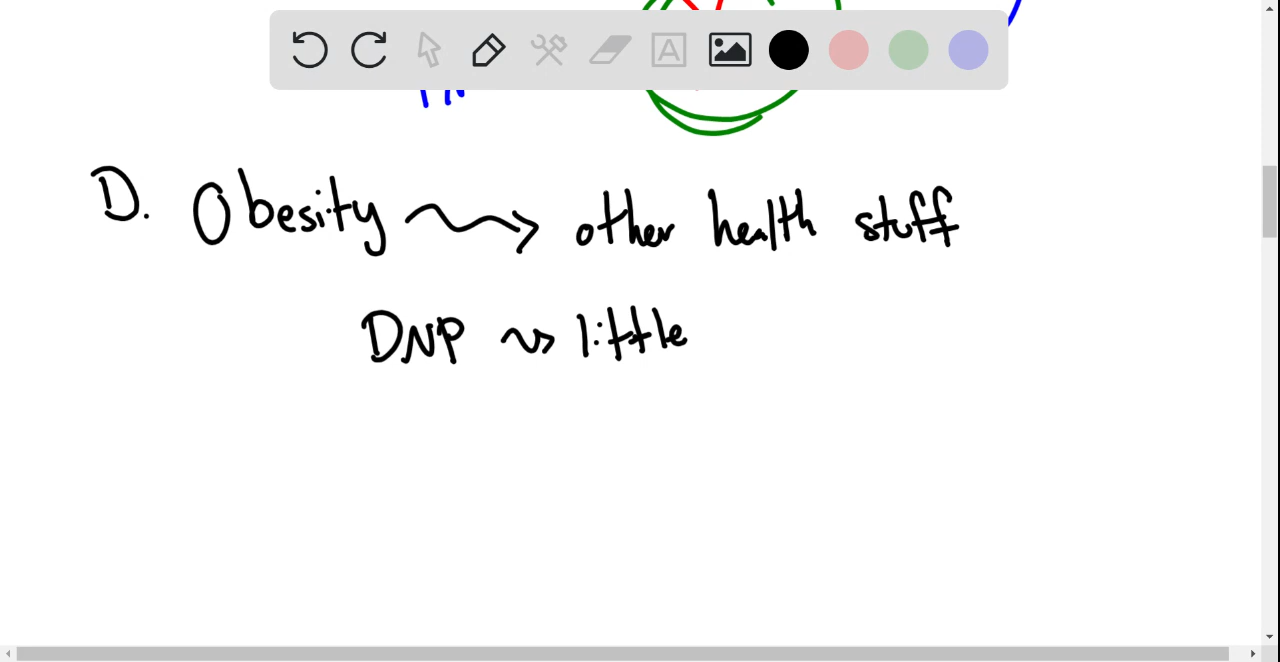 D. Obesity ⇝ other health stuff
DNP ⇝ little